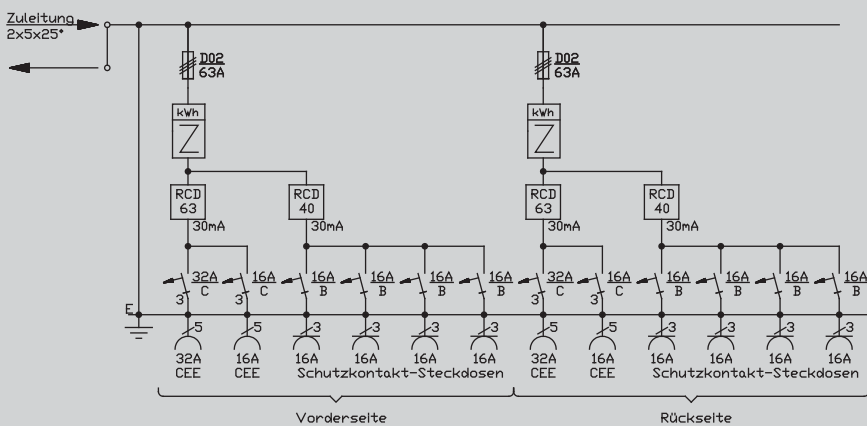 Zuleitung
2x5x25°
D02
63A
D02
63A
kWh
Z
kWh
Z
RCD
63
30mA
RCD
40
30mA
RCD
63
30mA
RCD
40
30mA
32A
C
3
16A
C
3
16A
B
16A
B
16A
B
16A
B
32A
C
3
16A
C
3
16A
B
16A
B
16A
B
16A
B
E
5 5 3 3 3 3 5 5 3 3 3 3
32A 16A 16A 16A 16A 16A 32A 16A 16A 16A 16A 16A
CEE CEE Schutzkontakt-Steckdosen CEE CEE Schutzkontakt-Steckdosen
Vorderseite Rückseite